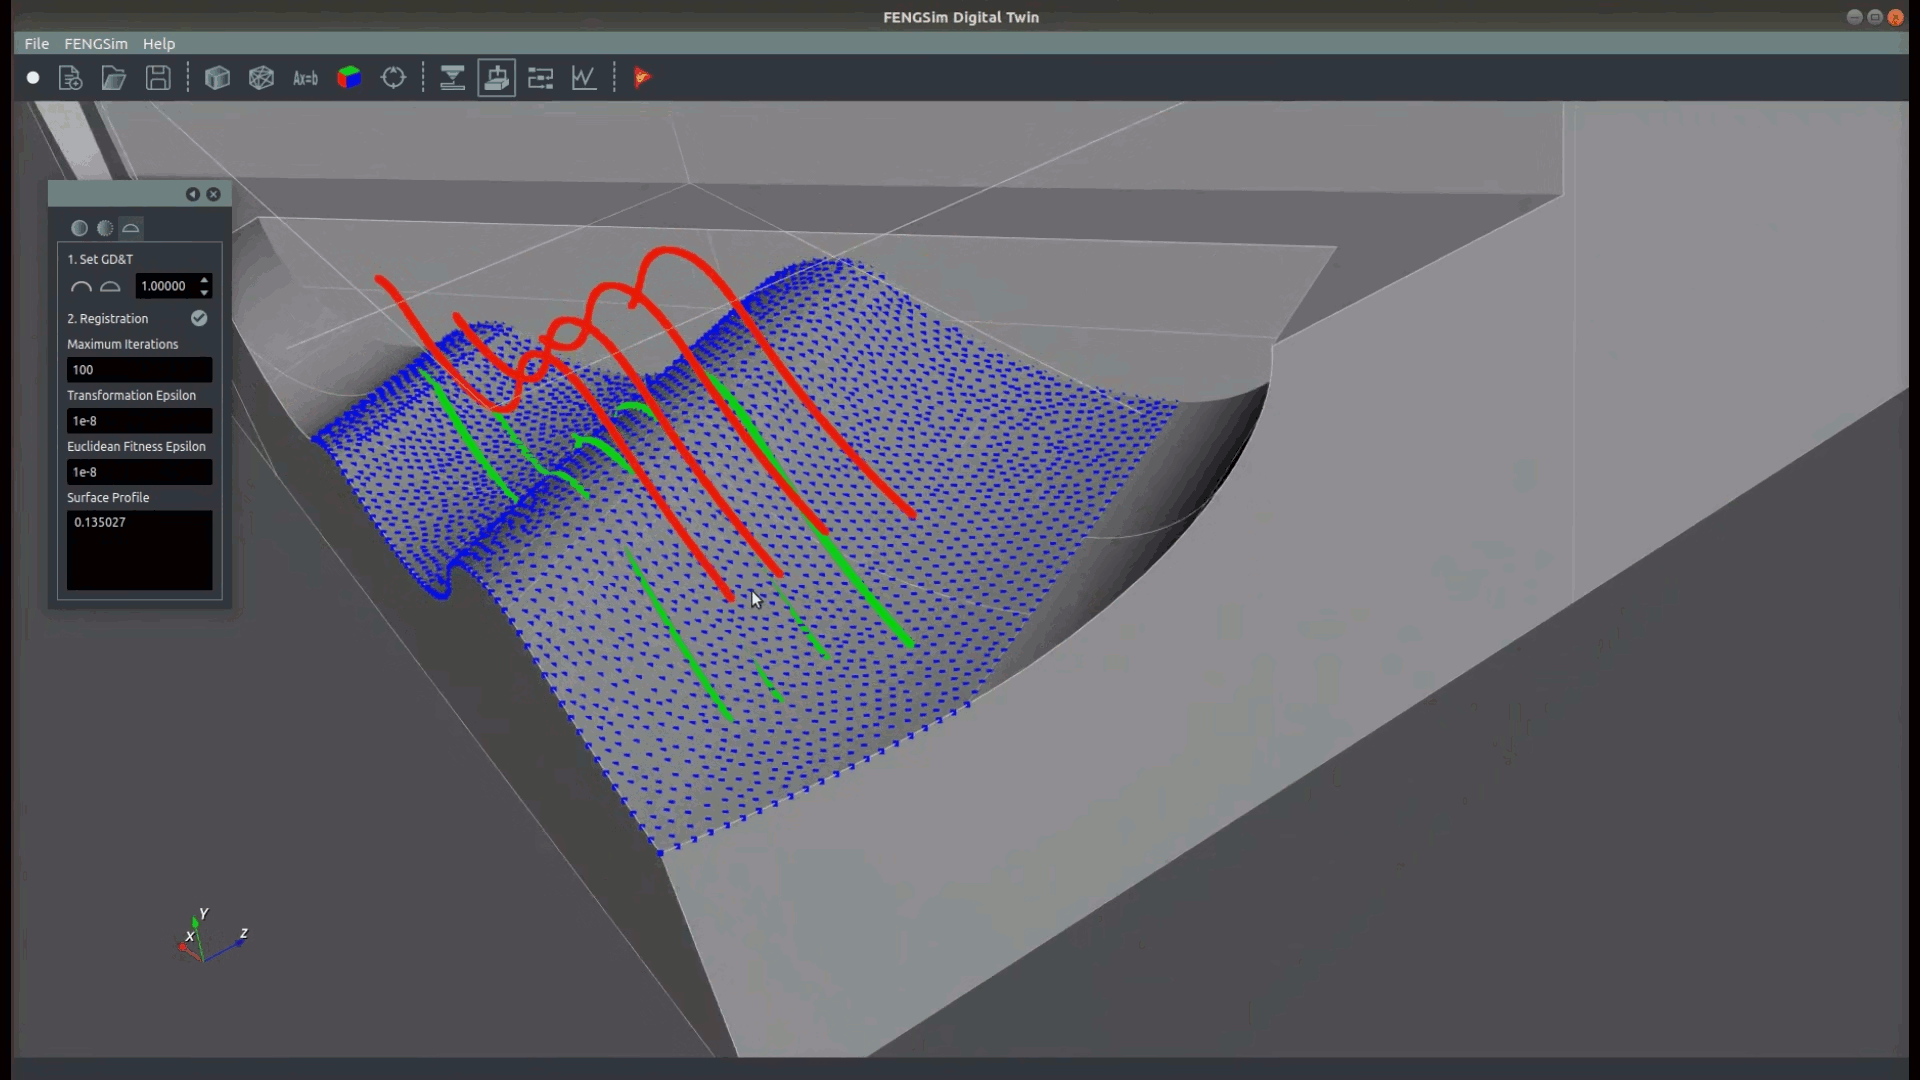 FENGSim Digital Twin
File FENGSim Help
Ax=b
1. Set GD&T
1.00000
2. Registration
Maximum Iterations
100
Transformation Epsilon
1e-8
Euclidean Fitness Epsilon
1e-8
Surface Profile
0.135027
Y
X
Z